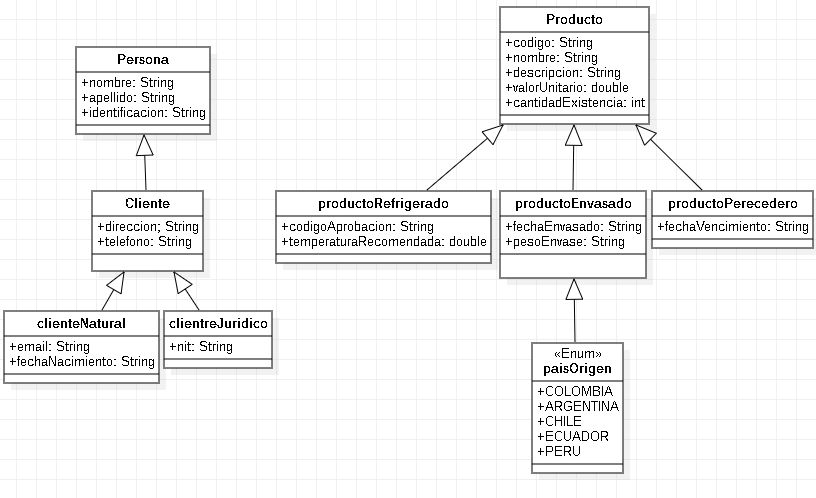 Persona
+nombre: String
+apellido: String
+identificacion: String
Cliente
+direccion; String
+telefono: String
clienteNatural
+email: String
+fechaNacimiento: String
clientreJuridico
+nit: String
Producto
+codigo: String
+nombre: String
+descripcion: String
+valorUnitario: double
+cantidadExistencia: int
productoRefrigerado
+codigoAprobacion: String
+temperaturaRecomendada: double
productoEnvasado
+fechaEnvasado: String
+pesoEnvase: String
productoPerecedero
+fechaVencimiento: String
«Enum»
paisOrigen
+COLOMBIA
+ARGENTINA
+CHILE
+ECUADOR
+PERU